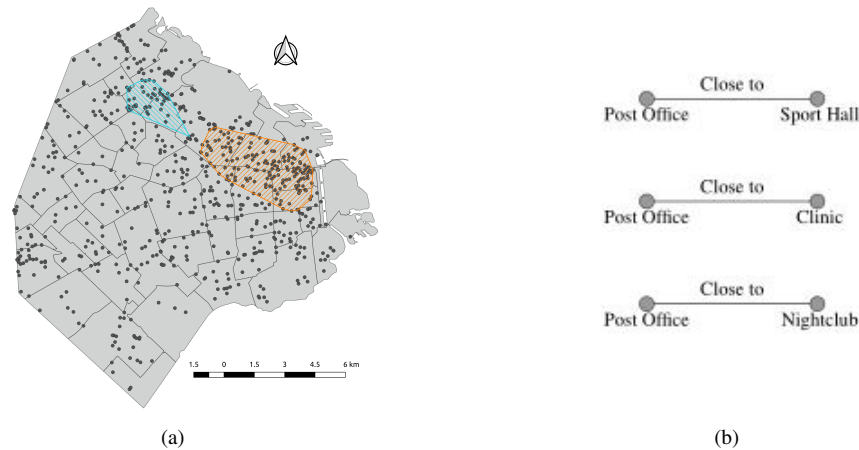 1.5 0 1.5 3 4.5 6 km
(a)
Close to
Post Office Sport Hall
Close to
Post Office Clinic
Close to
Post Office Nightclub
(b)